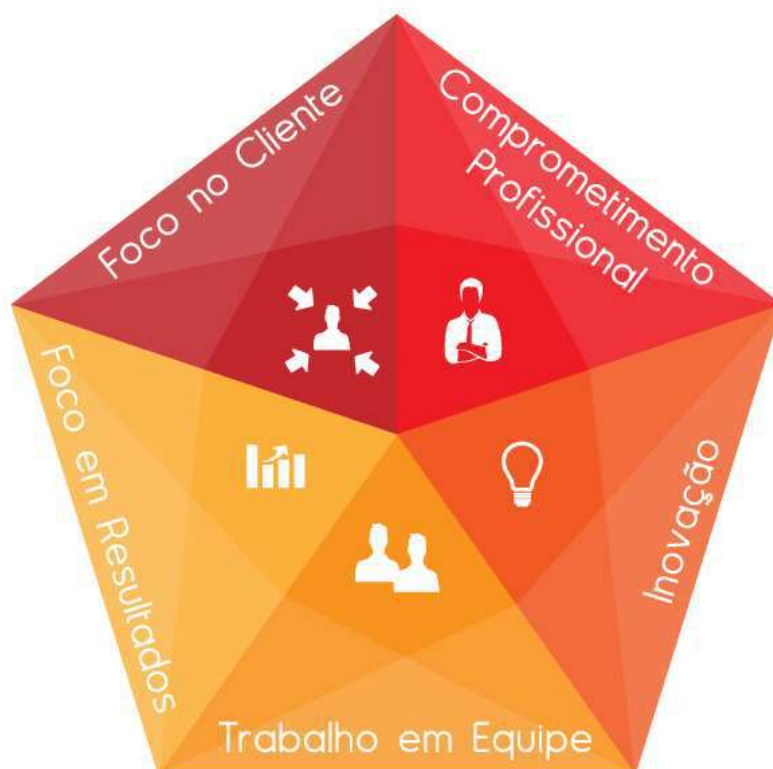 Foco no Cliente
Comprometimento
Profissional
Inovação
Trabalho em Equipe
Foco em Resultados